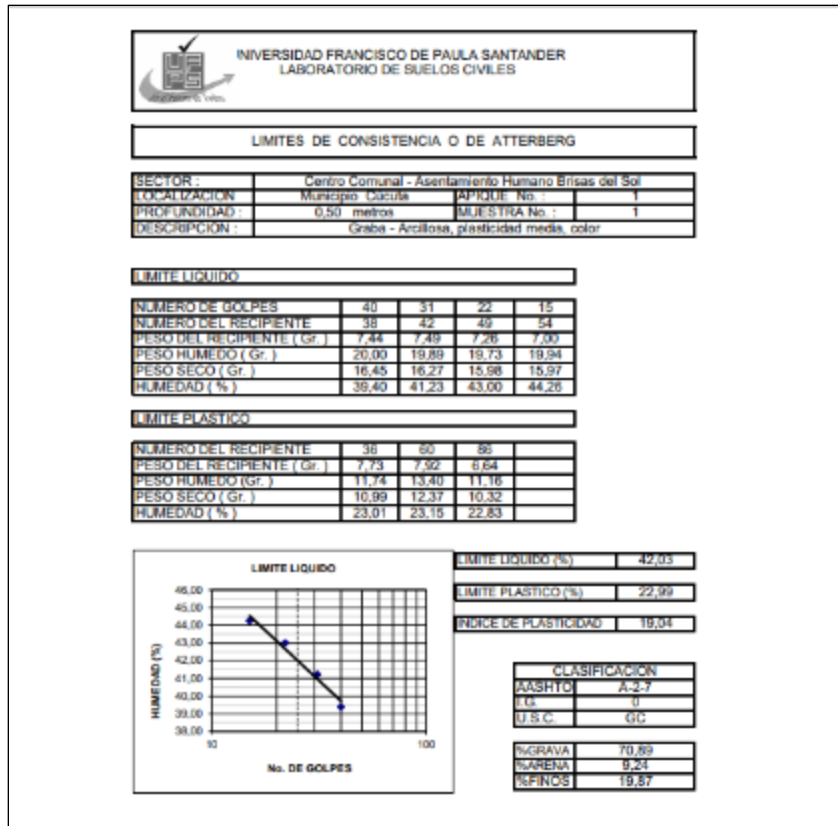 INIVERSIDAD FRANCISCO DE PAULA SANTANDER
LABORATORIO DE SUELOS CIVILES
LIMITES DE CONSISTENCIA O DE ATTERBERG
SECTOR : Centro Comunal - Asentamiento Humano Brisas del Sol
LOCALIZACION Municipio Cúcuta APIQUE No. : 1
PROFUNDIDAD : 0,50 metros MUESTRA No. : 1
DESCRIPCION : Graba - Arcillosa, plasticidad media, color
LIMITE LIQUIDO
NUMERO DE GOLPES 40 31 22 15
NUMERO DEL RECIPIENTE 38 42 49 54
PESO DEL RECIPIENTE ( Gr. ) 7,44 7,49 7,26 7,00
PESO HUMEDO ( Gr. ) 20,00 19,89 19,73 19,94
PESO SECO ( Gr. ) 16,45 16,27 15,98 15,97
HUMEDAD ( % ) 39,40 41,23 43,00 44,26
LIMITE PLASTICO
NUMERO DEL RECIPIENTE 36 60 86
PESO DEL RECIPIENTE ( Gr. ) 7,73 7,92 6,64
PESO HUMEDO (Gr. ) 11,74 13,40 11,16
PESO SECO ( Gr. ) 10,99 12,37 10,32
HUMEDAD ( % ) 23,01 23,15 22,83
LIMITE LIQUIDO
46,00
45,00
44,00
43,00
42,00
41,00
40,00
39,00
38,00
HUMEDAD (%)
10 100
No. DE GOLPES
LIMITE LIQUIDO (%) 42,03
LIMITE PLASTICO (%) 22,99
INDICE DE PLASTICIDAD 19,04
CLASIFICACION
AASHTO A-2-7
I.G. 0
U.S.C. GC
%GRAVA 70,89
%ARENA 9,24
%FINOS 19,87